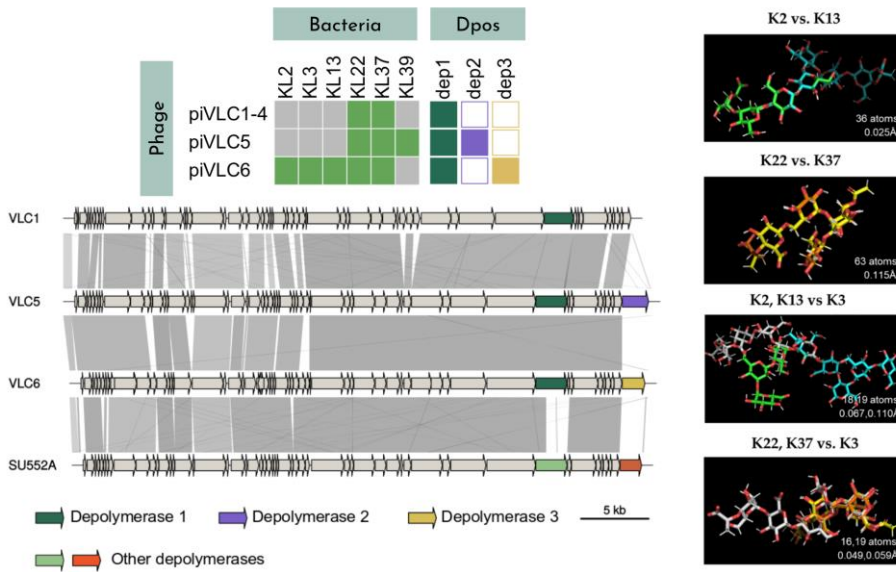 Bacteria
Dpos
KL2
KL3
KL13
KL22
KL37
KL39
dep1
dep2
dep3
Phage
piVLC1-4
piVLC5
piVLC6
VLC1
VLC5
VLC6
SU552A
Depolymerase 1
Depolymerase 2
Depolymerase 3
5 kb
Other depolymerases
K2 vs. K13
36 atoms
0.025Å
K22 vs. K37
63 atoms
0.115Å
K2, K13 vs K3
18,19 atoms
0.067,0.110Å
K22, K37 vs. K3
16,19 atoms
0.049,0.059Å